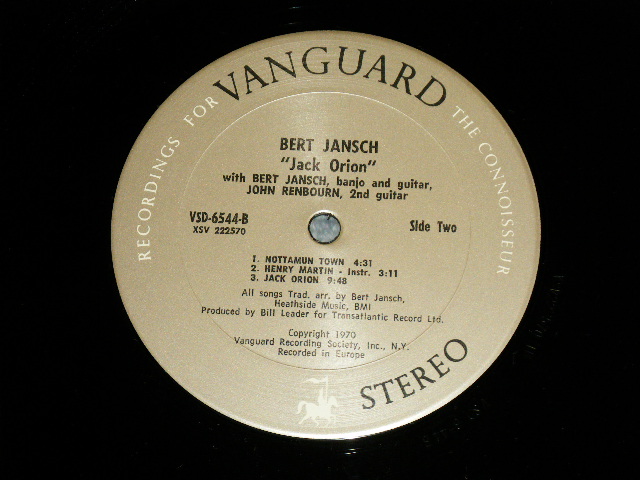 RECORDINGS FOR VANGUARD THE CONNOISSEUR
BERT JANSCH
"Jack Orion"
with BERT JANSCH, banjo and guitar,
JOHN RENBOURN, 2nd guitar
VSD-6544-B
XSV 222570
Side Two
1. NOTTAMUN TOWN 4:31
2. HENRY MARTIN - Instr. 3:11
3. JACK ORION 9:48
All songs Trad. arr. by Bert Jansch,
Heathside Music, BMI
Produced by Bill Leader for Transatlantic Record Ltd.
Copyright 1970
Vanguard Recording Society, Inc., N.Y.
Recorded in Europe
STEREO